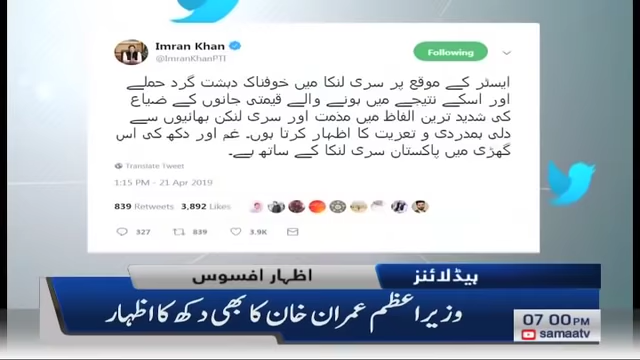 Imran Khan
@ImranKhanPTI
Following
ایسٹر کے موقع پر سری لنکا میں خوفناک دہشت گرد حملے
اور اسکے نتیجے میں ہونے والے قیمتی جانوں کے ضیاع
کی شدید ترین الفاظ میں مذمت اور سری لنکن بھائیوں سے
دلی ہمدردی و تعزیت کا اظہار کرتا ہوں۔ غم اور دکھ کی اس
گھڑی میں پاکستان سری لنکا کے ساتھ ہے۔
Translate Tweet
1:15 PM - 21 Apr 2019
839 Retweets 3,892 Likes
327 839 3.9K
ہیڈلائنز
اظہار افسوس
وزیراعظم عمران خان کا بھی دکھ کا اظہار
07:00 PM
samaatv